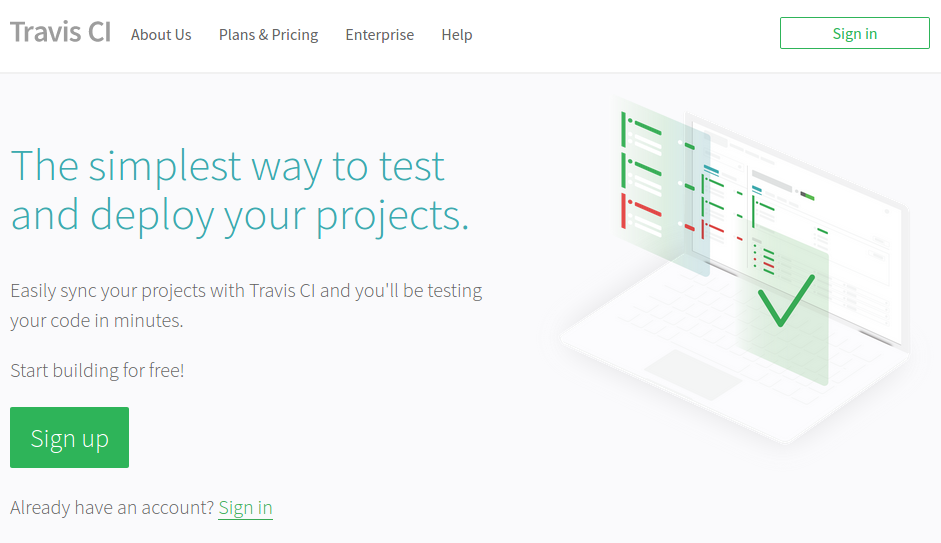 Travis CI
About Us
Plans & Pricing
Enterprise
Help
Sign in
The simplest way to test
and deploy your projects.
Easily sync your projects with Travis CI and you'll be testing
your code in minutes.
Start building for free!
Sign up
Already have an account? Sign in